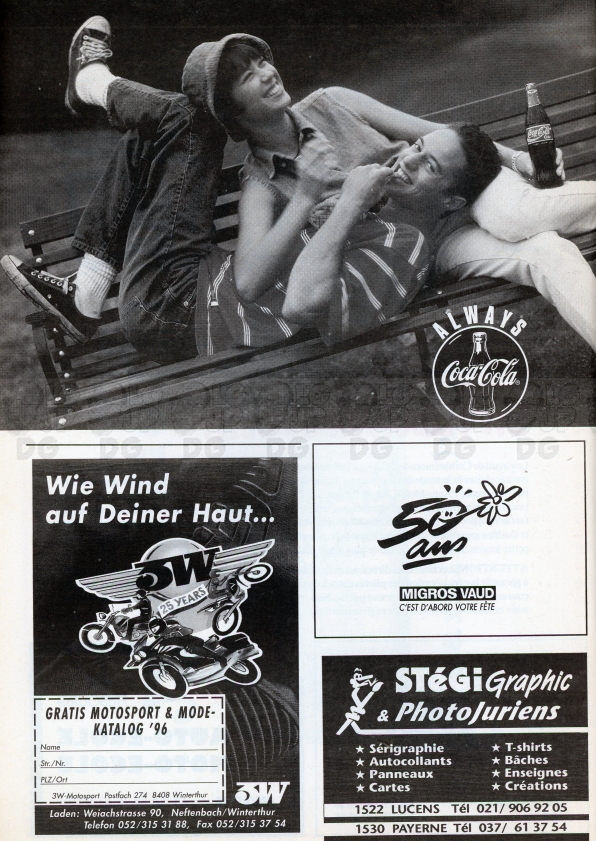 Coca-Cola
ALWAYS
Coca-Cola
Wie Wind
auf Deiner Haut...
3W
25 YEARS
GRATIS MOTOSPORT & MODE-
KATALOG '96
Name
Str./Nr.
PLZ/Ort
3W-Motosport Postfach 274 8408 Winterthur
3W
Laden: Weiachstrasse 90, Neftenbach/Winterthur
Telefon 052/315 31 88, Fax 052/315 37 54
50
ans
MIGROS VAUD
C'EST D'ABORD VOTRE FÊTE
STéGi Graphic
& PhotoJuriens
★ Sérigraphie
★ Autocollants
★ Panneaux
★ Cartes
★ T-shirts
★ Bâches
★ Enseignes
★ Créations
1522 LUCENS Tél 021/ 906 92 05
1530 PAYERNE Tél 037/ 61 37 54